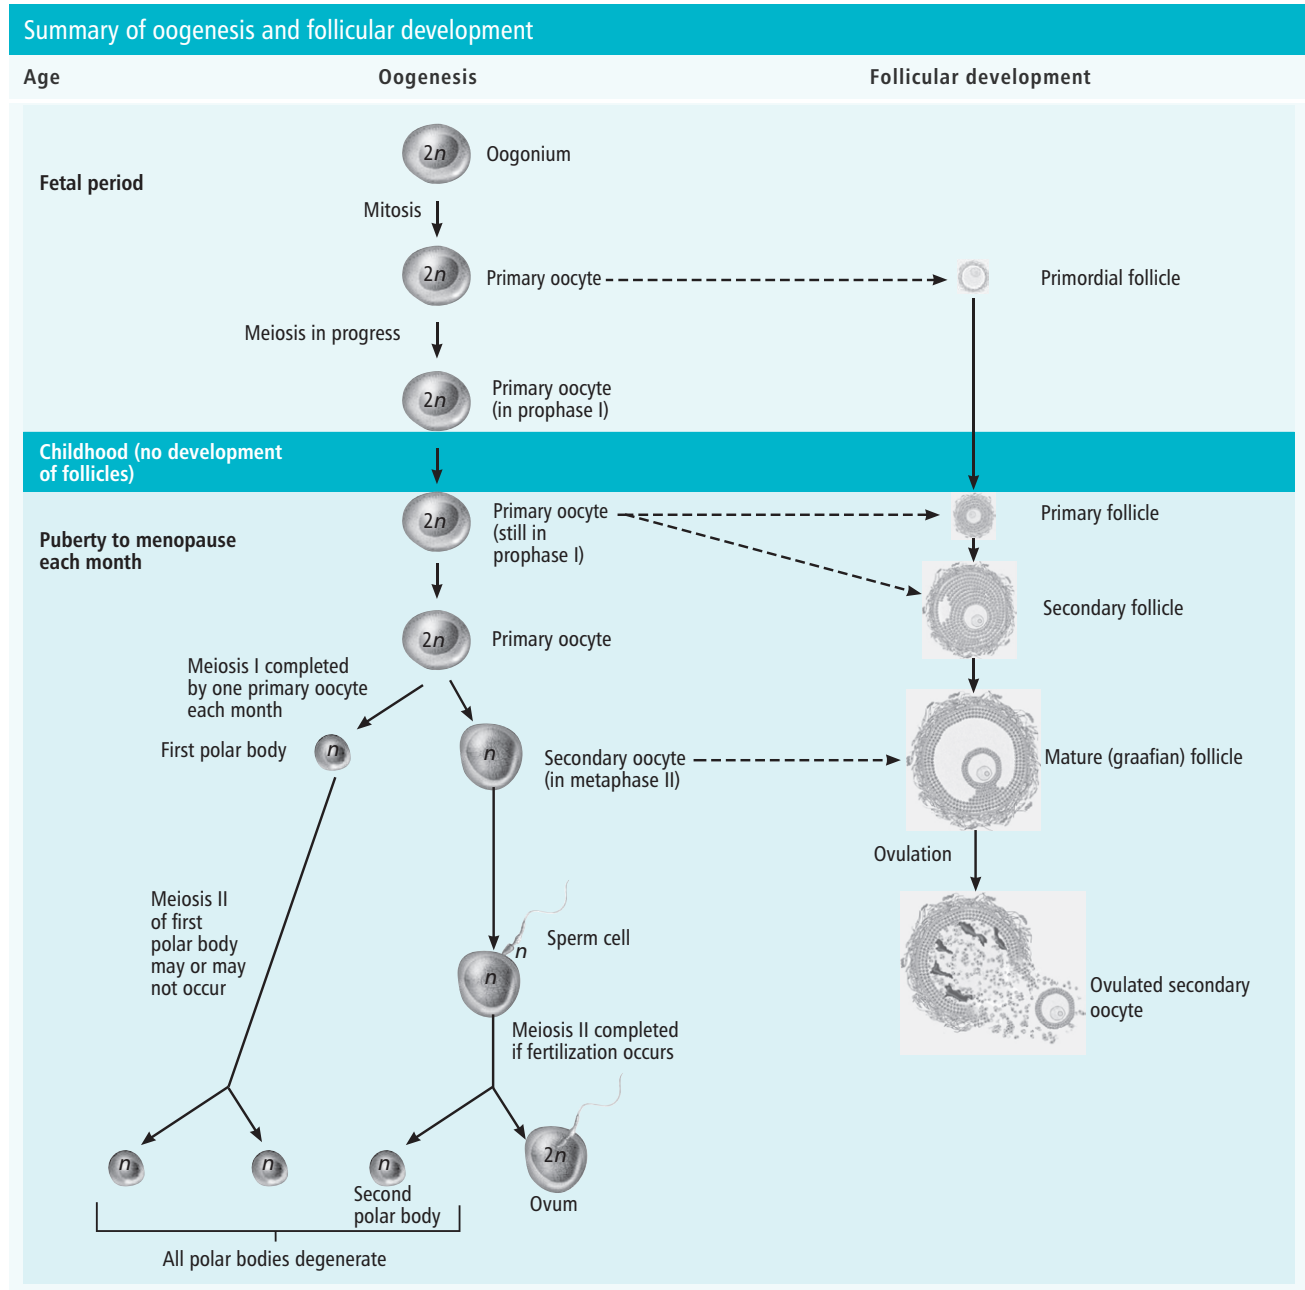 Summary of oogenesis and follicular development
Age
Oogenesis
Follicular development
2n
Oogonium
Fetal period
Mitosis
2n
Primary oocyte
Primordial follicle
Meiosis in progress
2n
Primary oocyte
(in prophase I)
Childhood (no development
of follicles)
2n
Primary oocyte
(still in
prophase I)
Primary follicle
Puberty to menopause
each month
Secondary follicle
2n
Primary oocyte
Meiosis I completed
by one primary oocyte
each month
First polar body
n
n
Secondary oocyte
(in metaphase II)
Mature (graafian) follicle
Ovulation
Meiosis II
of first
polar body
may or may
not occur
Sperm cell
n
n
Ovulated secondary
oocyte
Meiosis II completed
if fertilization occurs
n
n
n
2n
Second
polar body
Ovum
All polar bodies degenerate